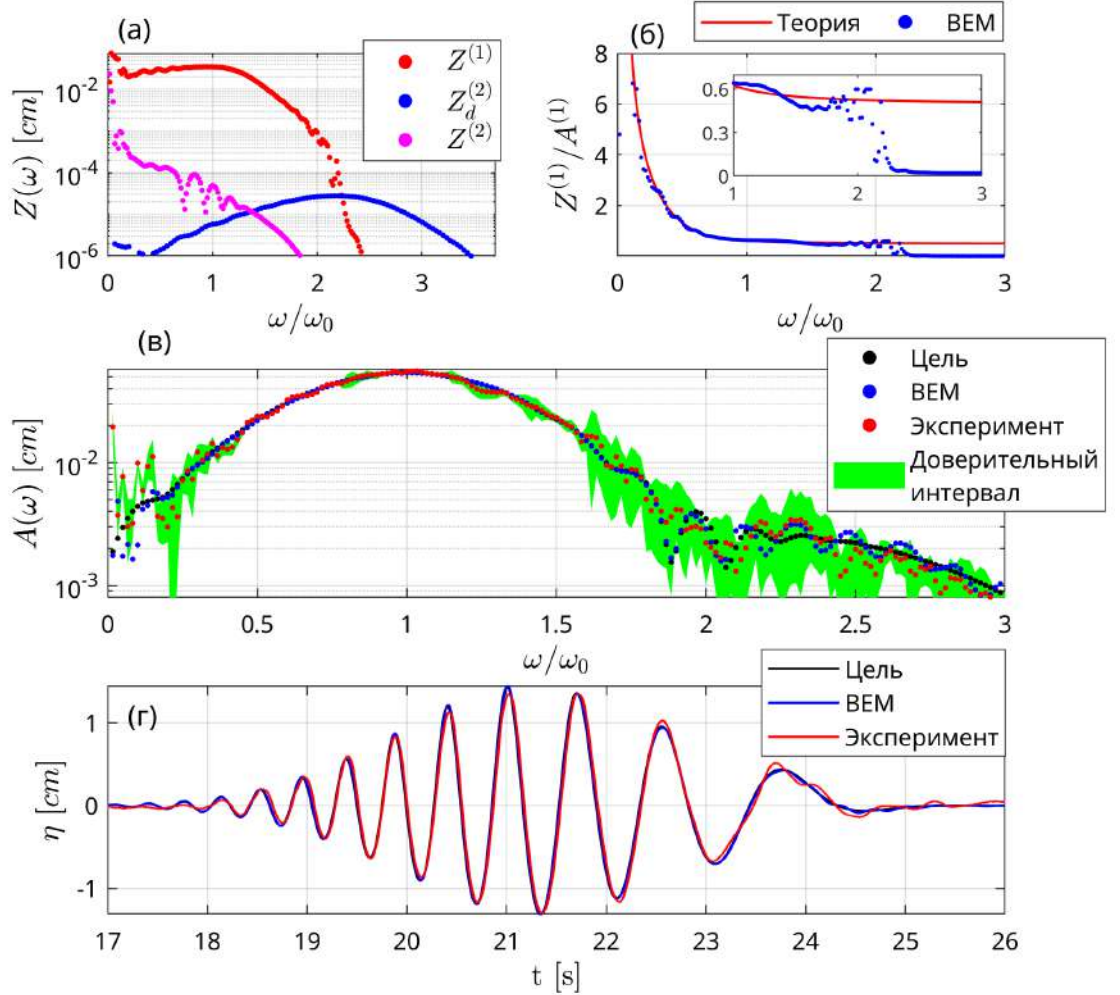 (а)
Z^{(1)}
Z_d^{(2)}
Z^{(2)}
Z(ω) [cm]
10^{-2}
10^{-4}
10^{-6}
0 1 2 3
ω/ω_0
(б)
Теория BEM
Z^{(1)}/A^{(1)}
8
6
4
2
0.6
0.3
0
1 2 3
0 1 2 3
ω/ω_0
(в)
Цель
BEM
Эксперимент
Доверительный
интервал
A(ω) [cm]
10^{-2}
10^{-3}
0 0.5 1 1.5 2 2.5 3
ω/ω_0
(г)
Цель
BEM
Эксперимент
η [cm]
1
0
-1
17 18 19 20 21 22 23 24 25 26
t [s]